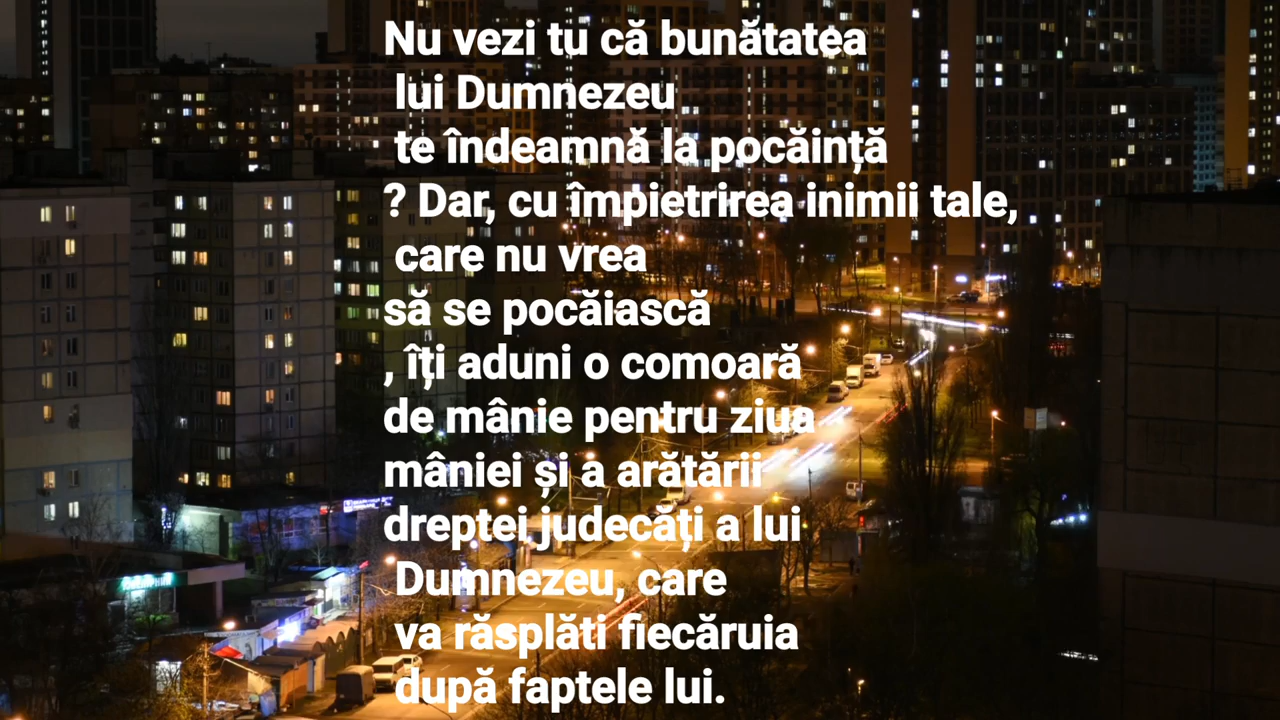 Nu vezi tu că bunătatea
lui Dumnezeu
te îndeamnă la pocăință
? Dar, cu împietrirea inimii tale,
care nu vrea
să se pocăiască
, îți aduni o comoară
de mânie pentru ziua
mâniei și a arătării
dreptei judecăți a lui
Dumnezeu, care
va răsplăti fiecăruia
după faptele lui.